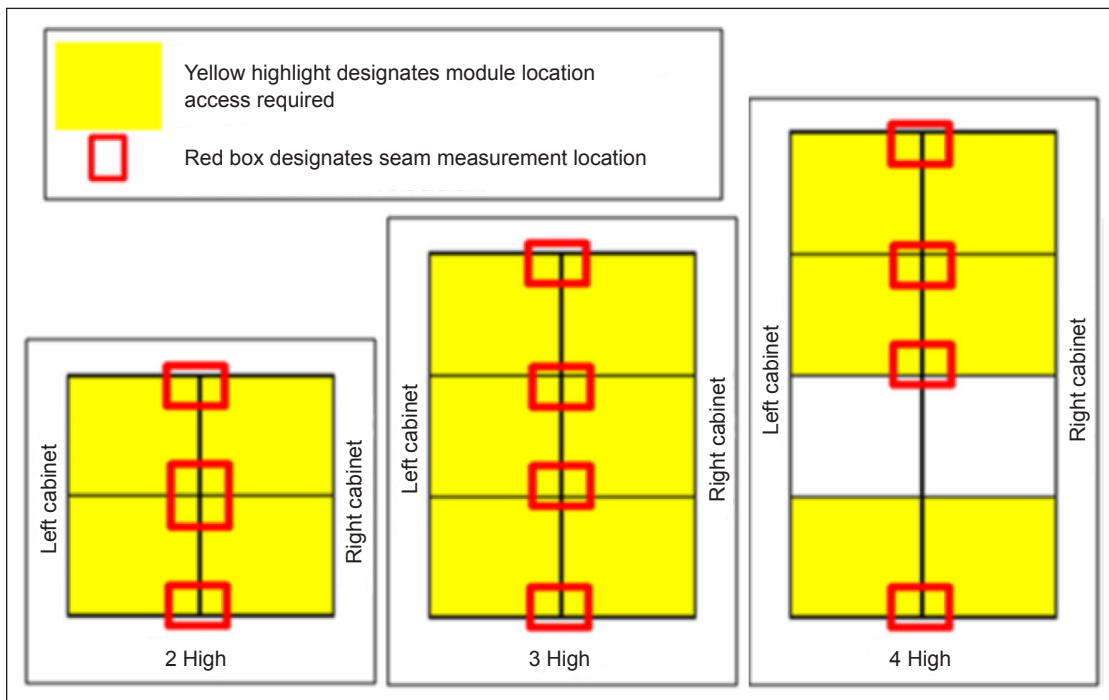 Yellow highlight designates module location
access required
Red box designates seam measurement location
Left cabinet
Right cabinet
2 High
Left cabinet
Right cabinet
3 High
Left cabinet
Right cabinet
4 High